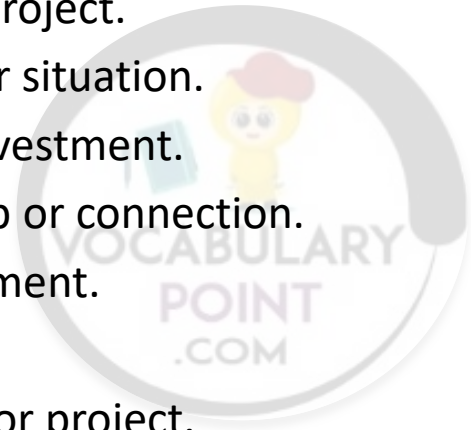 roject.
r situation.
vestment.
o or connection.
ment.
VOCABULARY
POINT
.COM
or project.